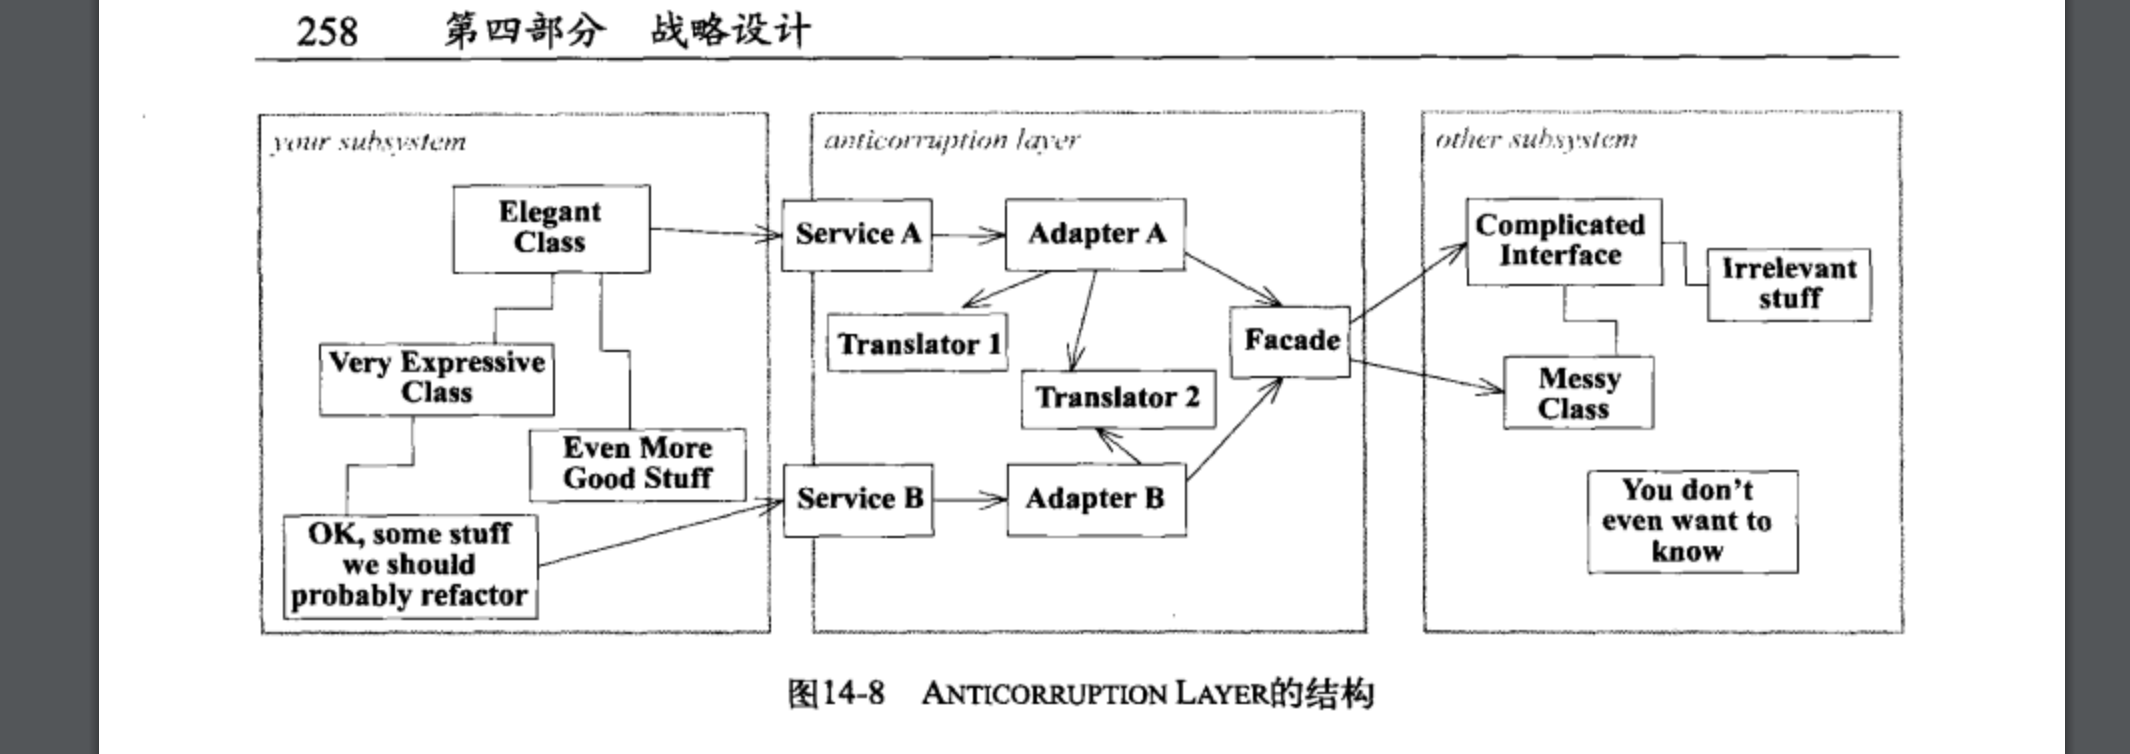 258 第四部分 战略设计
your subsystem
anticorruption layer
other subsystem
Elegant
Class
Service A
Adapter A
Complicated
Interface
Irrelevant
stuff
Translator 1
Facade
Very Expressive
Class
Translator 2
Messy
Class
Even More
Good Stuff
Service B
Adapter B
You don't
even want to
know
OK, some stuff
we should
probably refactor
图14-8 ANTICORRUPTION LAYER的结构